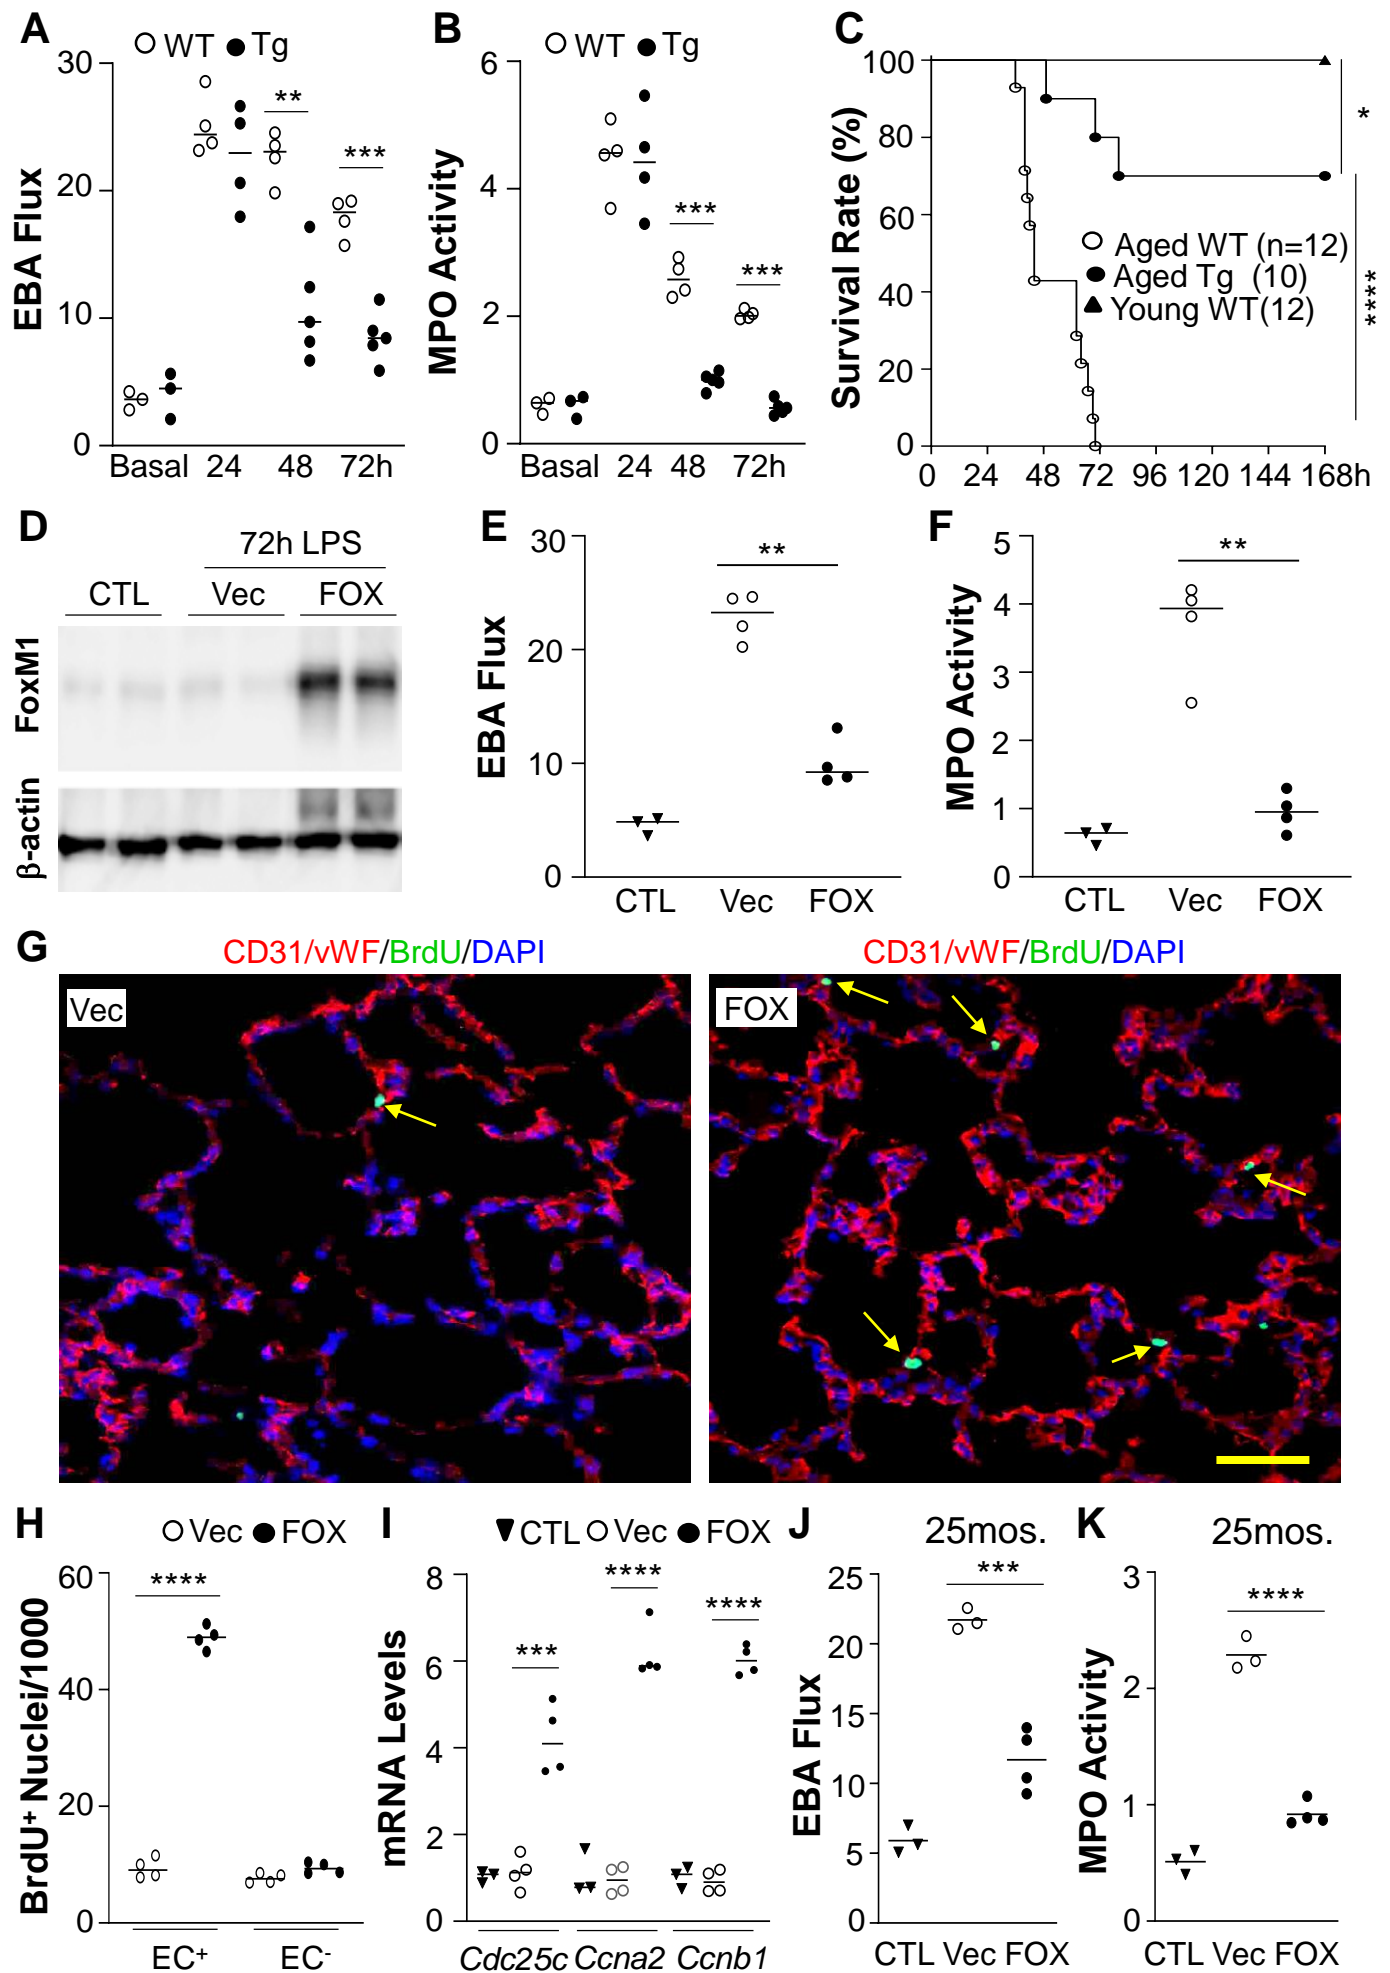 A
○ WT ● Tg
EBA Flux
30
20
10
0
**
***
Basal 24 48 72h
B
○ WT ● Tg
MPO Activity
6
4
2
0
***
***
Basal 24 48 72h
C
Survival Rate (%)
100
80
60
40
20
0
○ Aged WT (n=12)
● Aged Tg (10)
▲ Young WT(12)
*
****
0 24 48 72 96 120 144 168h
D
72h LPS
CTL Vec FOX
FoxM1
β-actin
E
EBA Flux
30
20
10
0
**
CTL Vec FOX
F
MPO Activity
5
4
3
2
1
0
**
CTL Vec FOX
G
CD31/vWF/BrdU/DAPI
CD31/vWF/BrdU/DAPI
Vec
FOX
H
○ Vec ● FOX
BrdU⁺ Nuclei/1000
60
40
20
0
****
EC⁺ EC⁻
I
▼ CTL ○ Vec ● FOX
mRNA Levels
8
6
4
2
0
***
****
****
Cdc25c Ccna2 Ccnb1
J
25mos.
EBA Flux
25
20
15
10
5
0
***
CTL Vec FOX
K
25mos.
MPO Activity
3
2
1
0
****
CTL Vec FOX